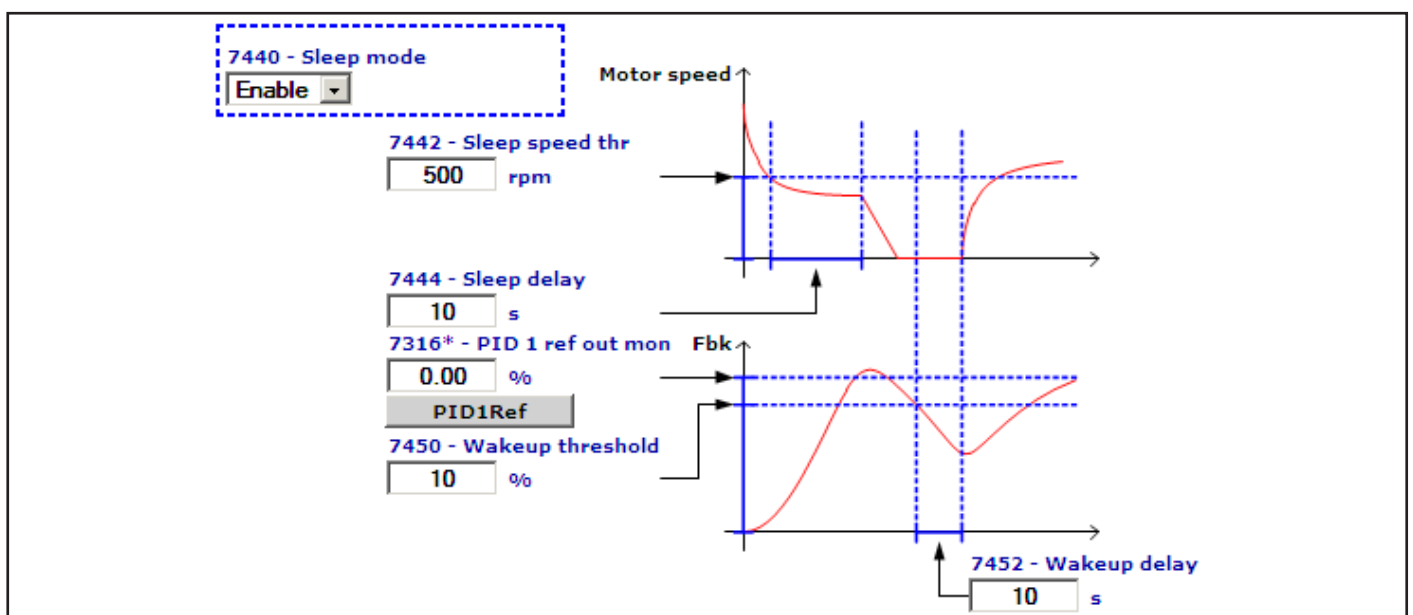 7440 - Sleep mode
Enable
Motor speed
7442 - Sleep speed thr
500 rpm
7444 - Sleep delay
10 s
7316* - PID 1 ref out mon
Fbk
0.00 %
PID1Ref
7450 - Wakeup threshold
10 %
7452 - Wakeup delay
10 s